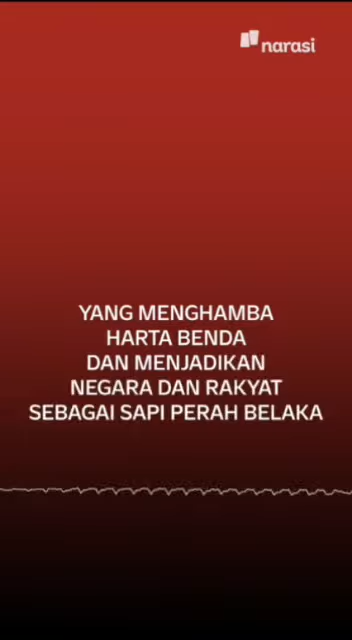 narasi
YANG MENGHAMBA
HARTA BENDA
DAN MENJADIKAN
NEGARA DAN RAKYAT
SEBAGAI SAPI PERAH BELAKA